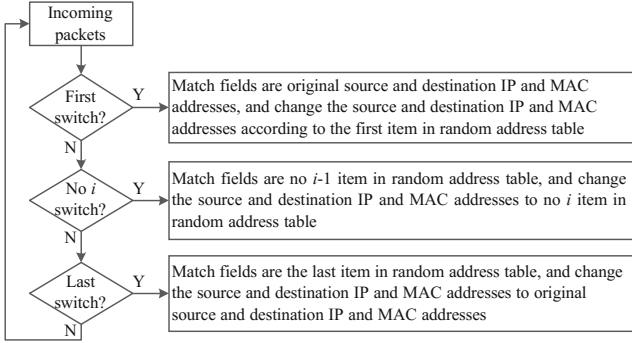 Incoming
packets
First
switch?
Y
N
Match fields are original source and destination IP and MAC
addresses, and change the source and destination IP and MAC
addresses according to the first item in random address table
No i
switch?
Y
N
Match fields are no i-1 item in random address table, and change
the source and destination IP and MAC addresses to no i item in
random address table
Last
switch?
Y
N
Match fields are the last item in random address table, and change
the source and destination IP and MAC addresses to original
source and destination IP and MAC addresses